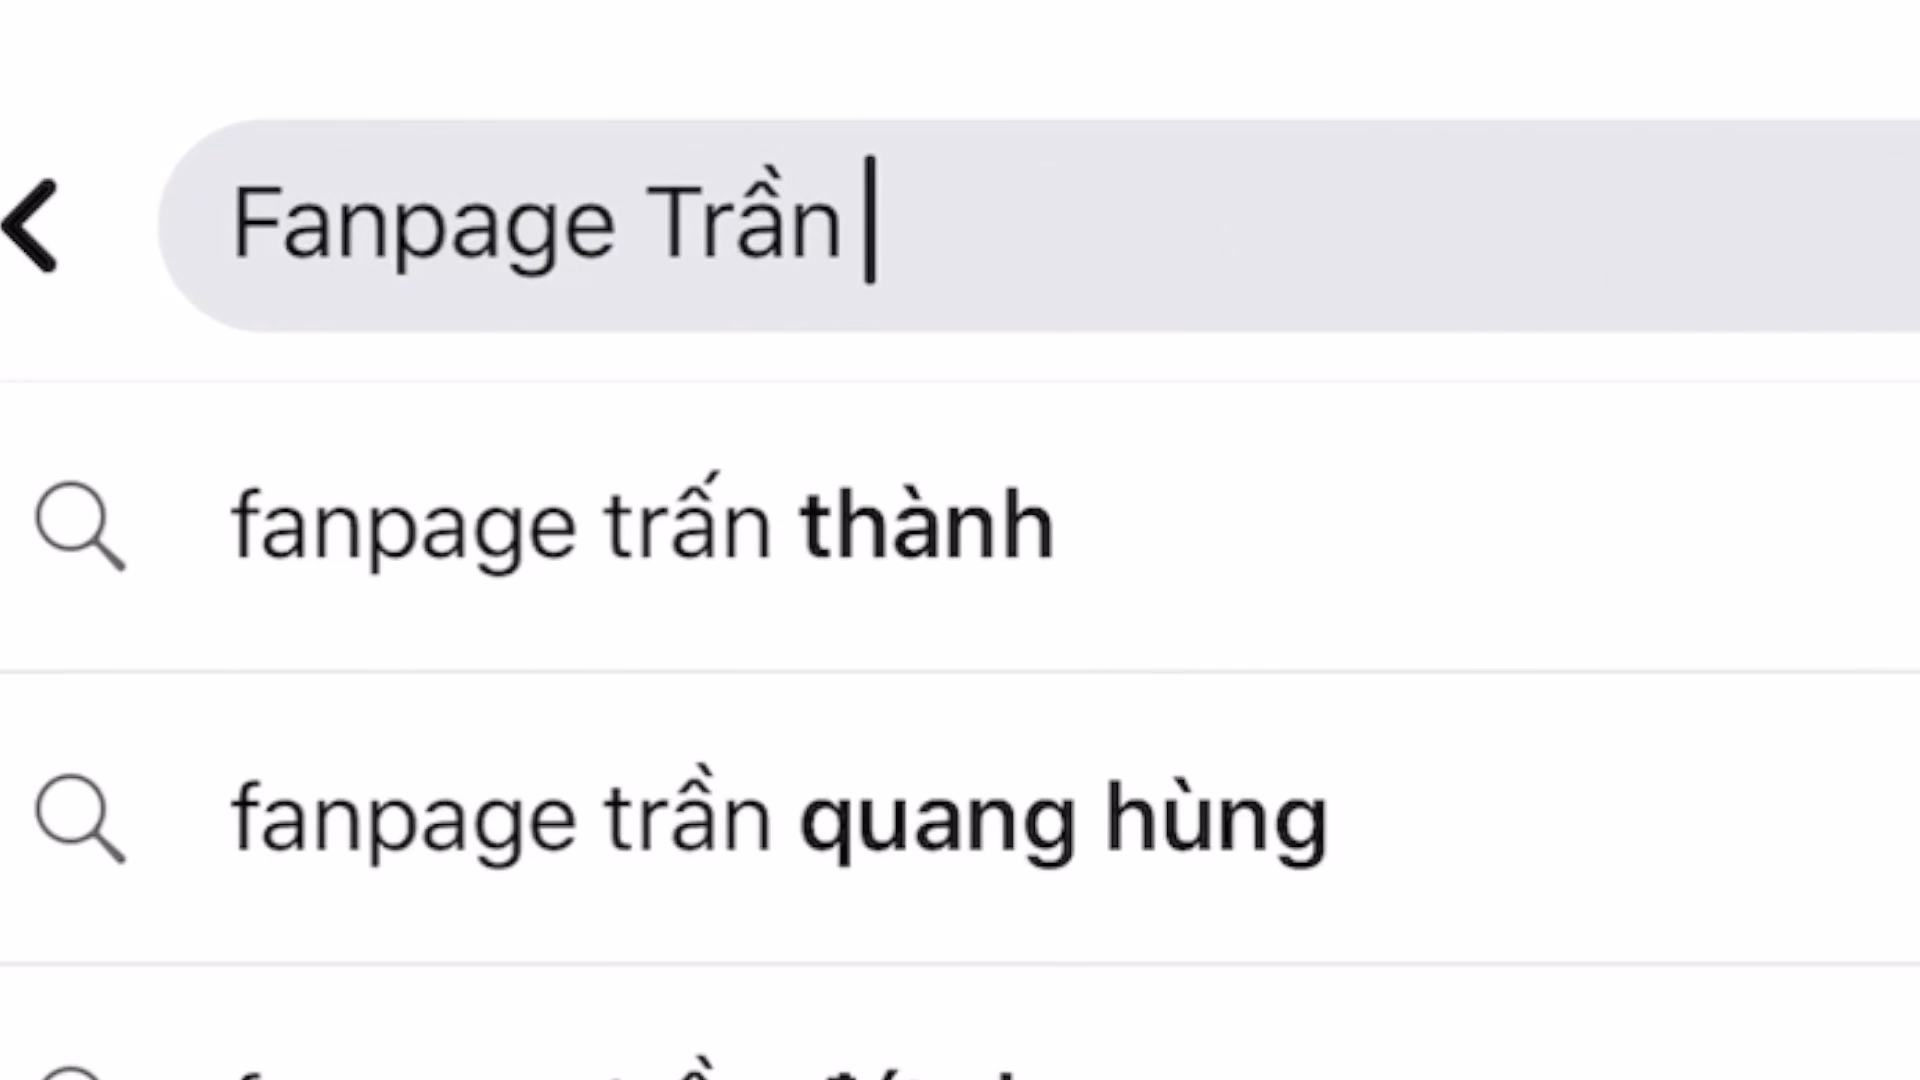 Fanpage Trần
fanpage trấn thành
fanpage trần quang hùng